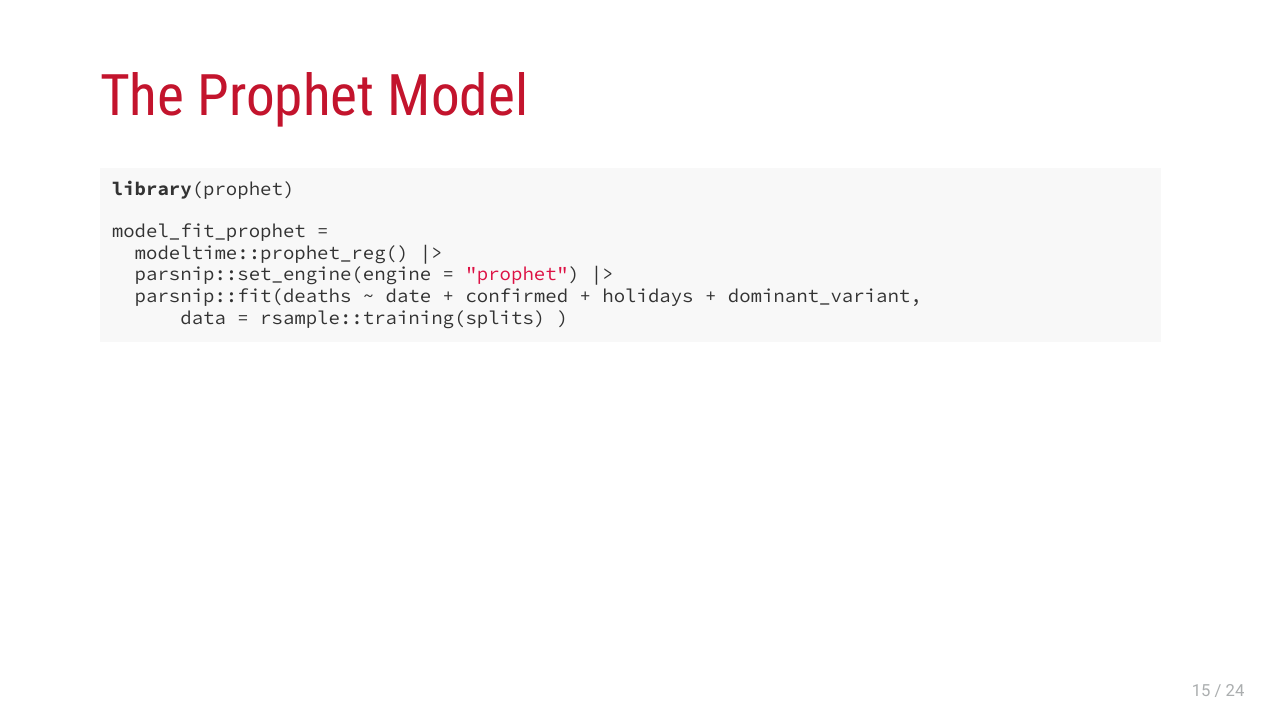 The Prophet Model
library(prophet)
model_fit_prophet =
  modeltime::prophet_reg() |>
  parsnip::set_engine(engine = "prophet") |>
  parsnip::fit(deaths ~ date + confirmed + holidays + dominant_variant,
      data = rsample::training(splits) )
15 / 24